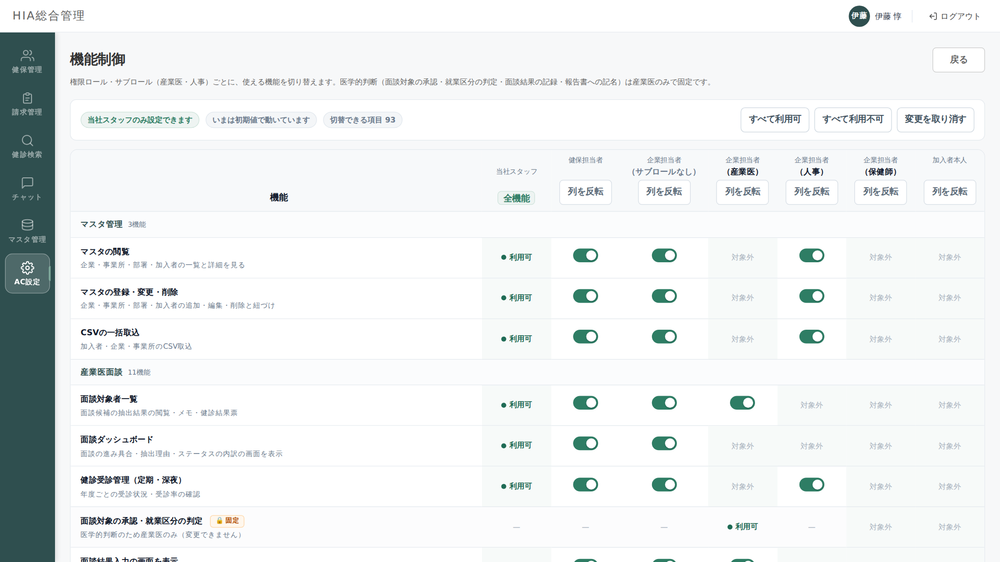 HIA総合管理
伊藤
伊藤 惇
ログアウト
健保管理
請求管理
健診検索
チャット
マスタ管理
AC設定
機能制御
戻る
権限ロール・サブロール（産業医・人事）ごとに、使える機能を切り替えます。医学的判断（面談対象の承認・就業区分の判定・面談結果の記録・報告書への記名）は産業医のみで固定です。
当社スタッフのみ設定できます
いまは初期値で動いています
切替できる項目 93
すべて利用可
すべて利用不可
変更を取り消す
機能
当社スタッフ
全機能
健保担当者
列を反転
企業担当者
（サブロールなし）
列を反転
企業担当者
（産業医）
列を反転
企業担当者
（人事）
列を反転
企業担当者
（保健師）
列を反転
加入者本人
列を反転
マスタ管理 3機能
マスタの閲覧
企業・事業所・部署・加入者の一覧と詳細を見る
利用可 対象外 対象外 対象外
マスタの登録・変更・削除
企業・事業所・部署・加入者の追加・編集・削除と紐づけ
利用可 対象外 対象外 対象外
CSVの一括取込
加入者・企業・事業所のCSV取込
利用可 対象外 対象外 対象外
産業医面談 11機能
面談対象者一覧
面談候補の抽出結果の閲覧・メモ・健診結果票
利用可 対象外 対象外 対象外
面談ダッシュボード
面談の進み具合・抽出理由・ステータスの内訳の画面を表示
利用可 対象外 対象外 対象外 対象外
健診受診管理（定期・深夜）
年度ごとの受診状況・受診率の確認
利用可 対象外 対象外 対象外
面談対象の承認・就業区分の判定 🔒 固定
医学的判断のため産業医のみ（変更できません）
— — — 利用可 — 対象外 対象外
面談結果入力の画面を表示